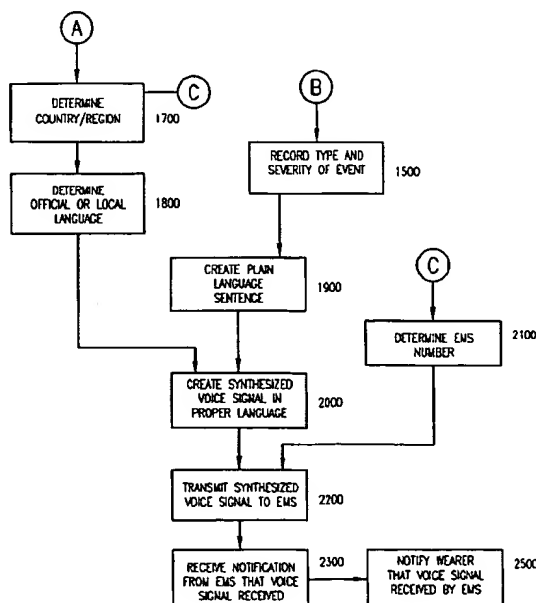 A
DETERMINE
COUNTRY/REGION
1700
C
B
DETERMINE
OFFICIAL OR LOCAL
LANGUAGE
1800
RECORD TYPE AND
SEVERITY OF EVENT
1500
CREATE PLAIN
LANGUAGE
SENTENCE
1900
C
DETERMINE EMS
NUMBER
2100
CREATE SYNTHESIZED
VOICE SIGNAL IN
PROPER LANGUAGE
2000
TRANSMIT SYNTHESIZED
VOICE SIGNAL TO EMS
2200
RECEIVE NOTIFICATION
FROM EMS THAT VOICE
SIGNAL RECEIVED
2300
NOTIFY WEARER
THAT VOICE SIGNAL
RECEIVED BY EMS
2500